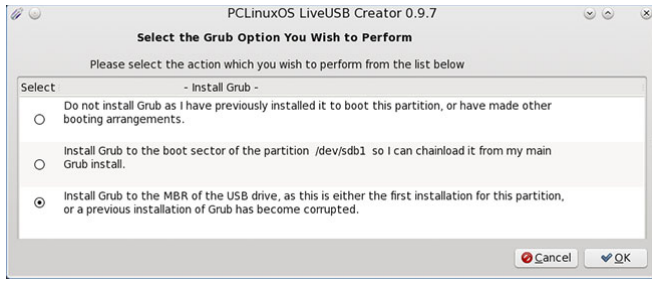 PCLinuxOS LiveUSB Creator 0.9.7
Select the Grub Option You Wish to Perform
Please select the action which you wish to perform from the list below
Select - Install Grub -
Do not install Grub as I have previously installed it to boot this partition, or have made other
booting arrangements.
Install Grub to the boot sector of the partition /dev/sdb1 so I can chainload it from my main
Grub install.
Install Grub to the MBR of the USB drive, as this is either the first installation for this partition,
or a previous installation of Grub has become corrupted.
Cancel OK